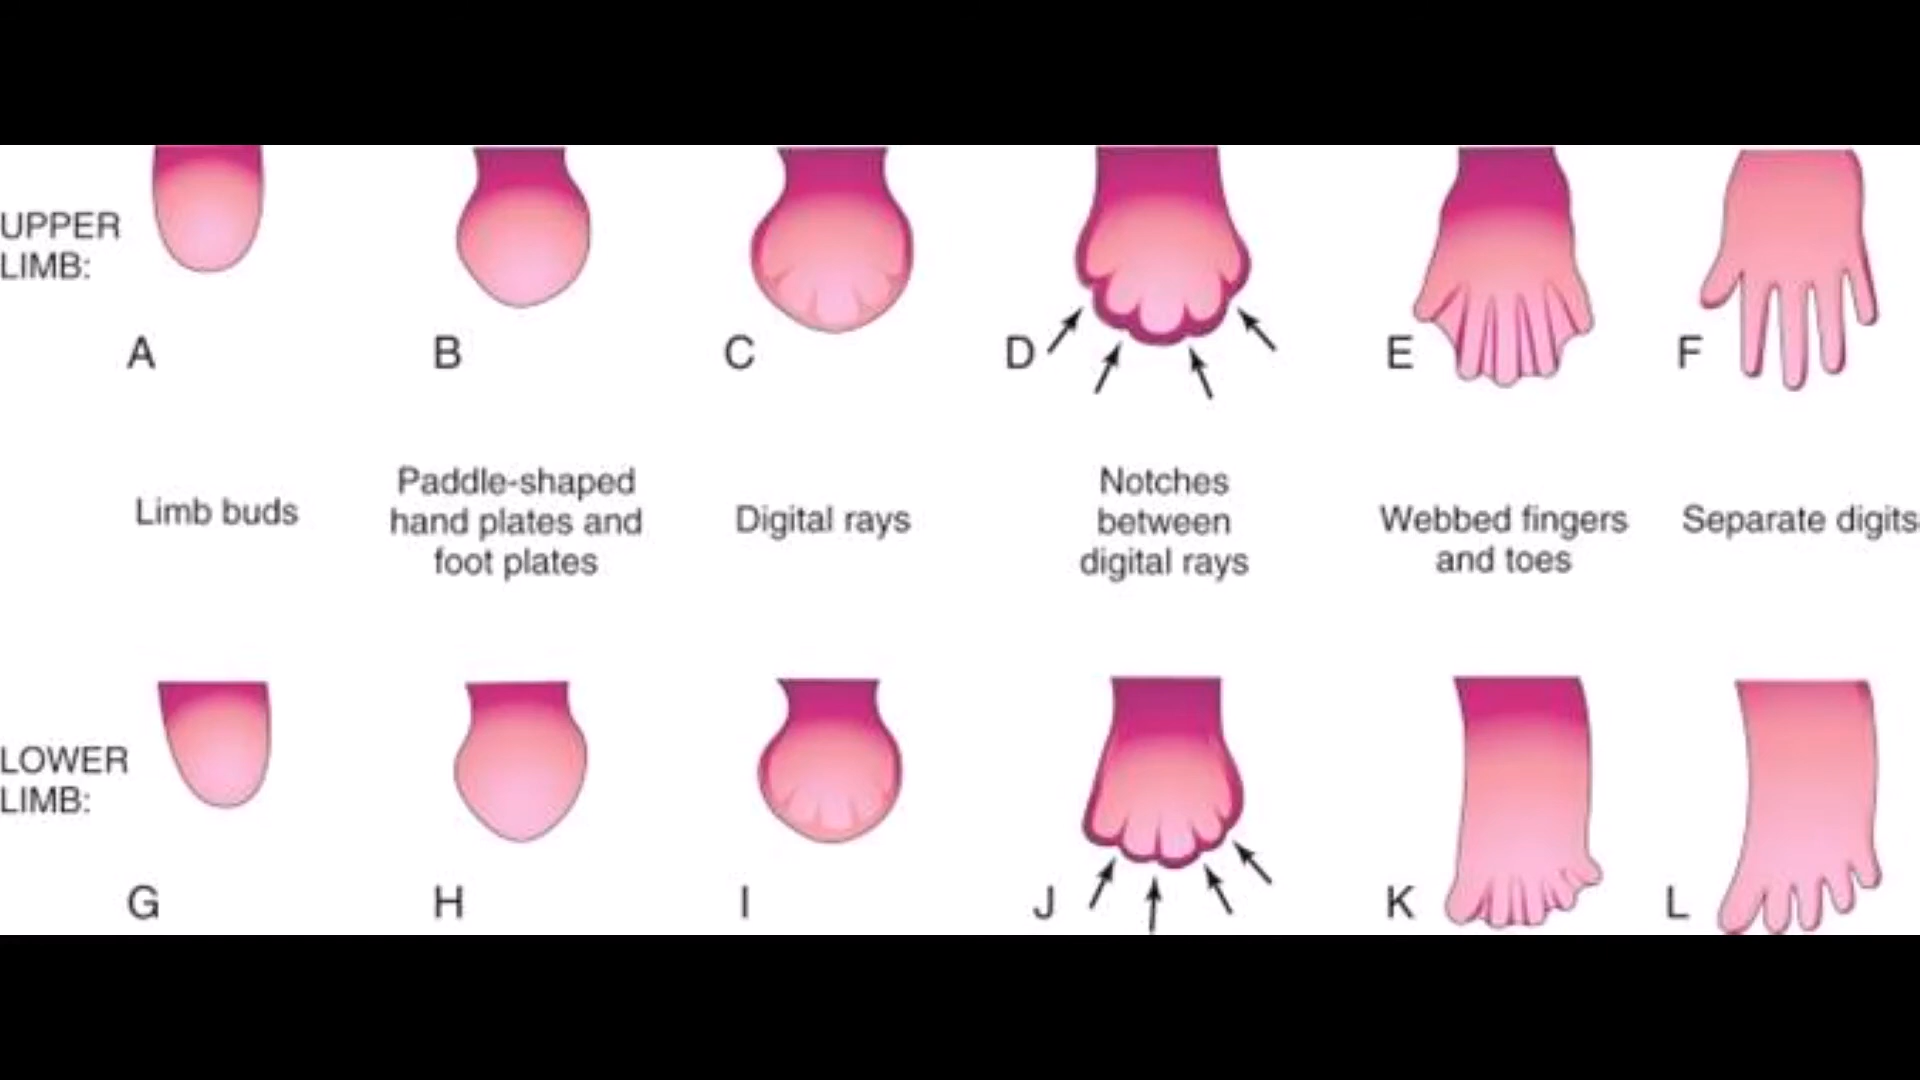 UPPER
LIMB:
A
B
C
D
E
F
Limb buds
Paddle-shaped
hand plates and
foot plates
Digital rays
Notches
between
digital rays
Webbed fingers
and toes
Separate digits
LOWER
LIMB:
G
H
I
J
K
L